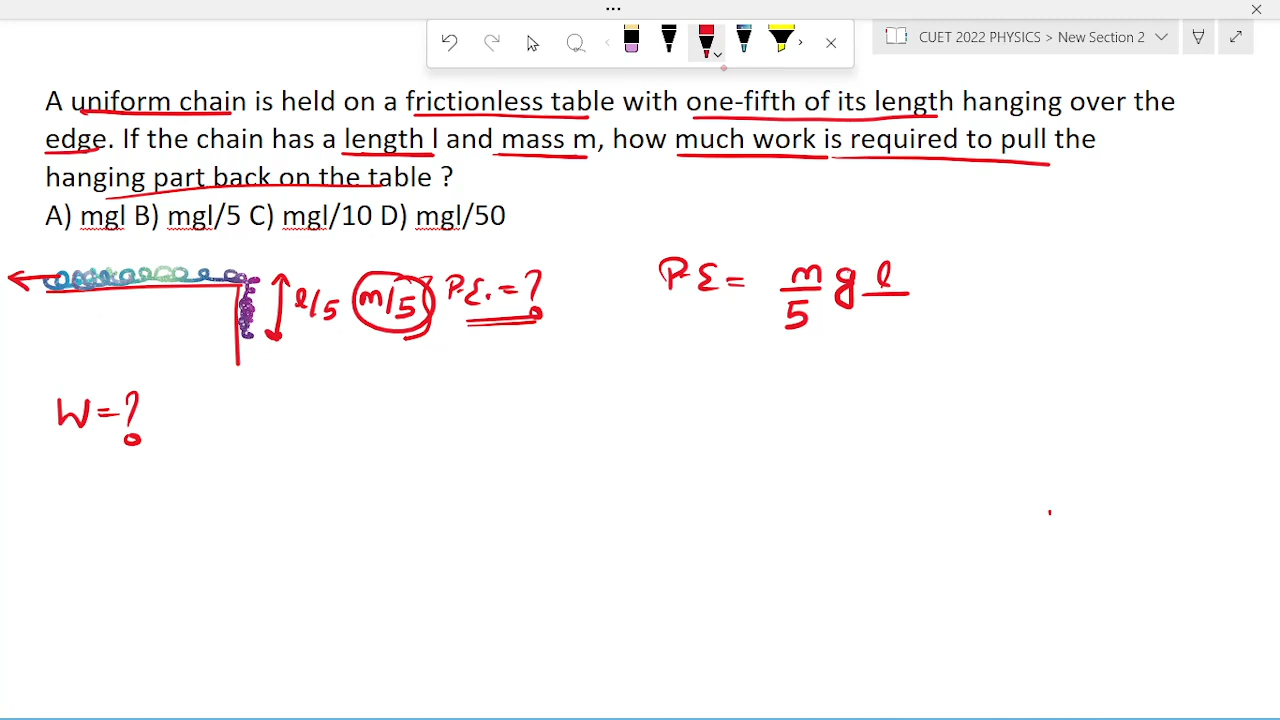 CUET 2022 PHYSICS > New Section 2
A uniform chain is held on a frictionless table with one-fifth of its length hanging over the
edge. If the chain has a length l and mass m, how much work is required to pull the
hanging part back on the table ?
A) mgl B) mgl/5 C) mgl/10 D) mgl/50
l/5 m/5 P.E. = ? P.E = m/5 g l
W = ?